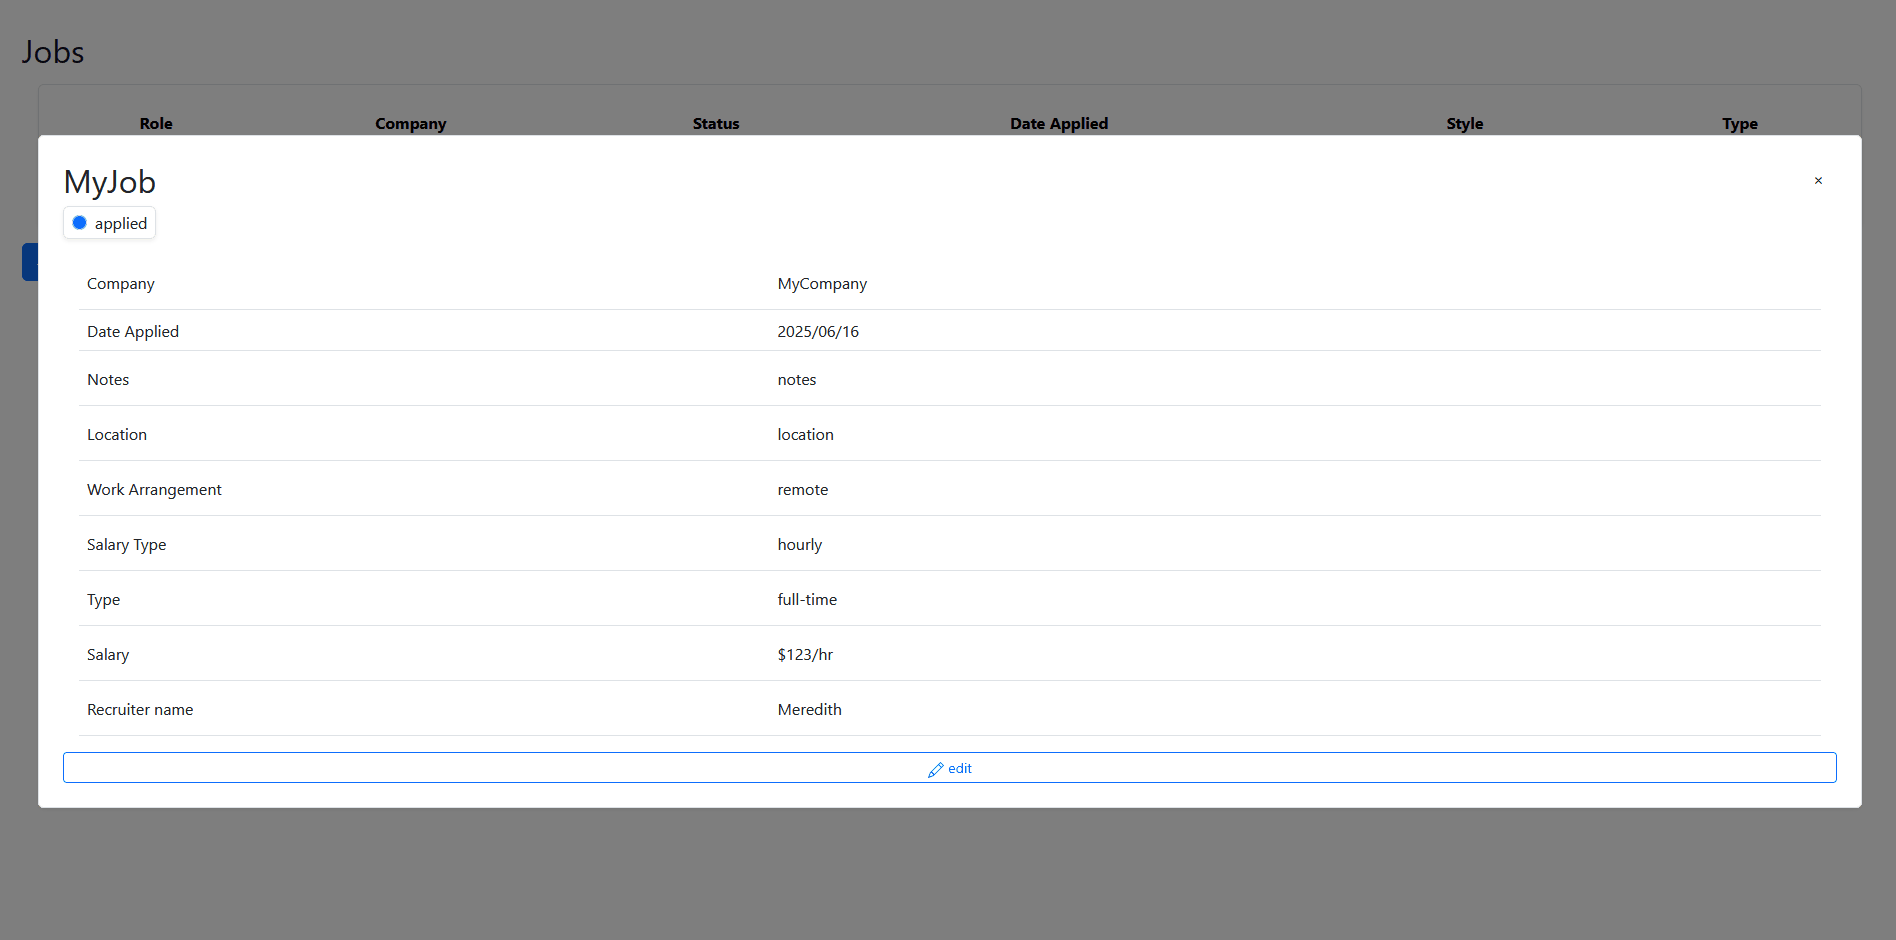 Jobs
Role Company Status Date Applied Style Type
MyJob
×
applied
Company MyCompany
Date Applied 2025/06/16
Notes notes
Location location
Work Arrangement remote
Salary Type hourly
Type full-time
Salary $123/hr
Recruiter name Meredith
edit